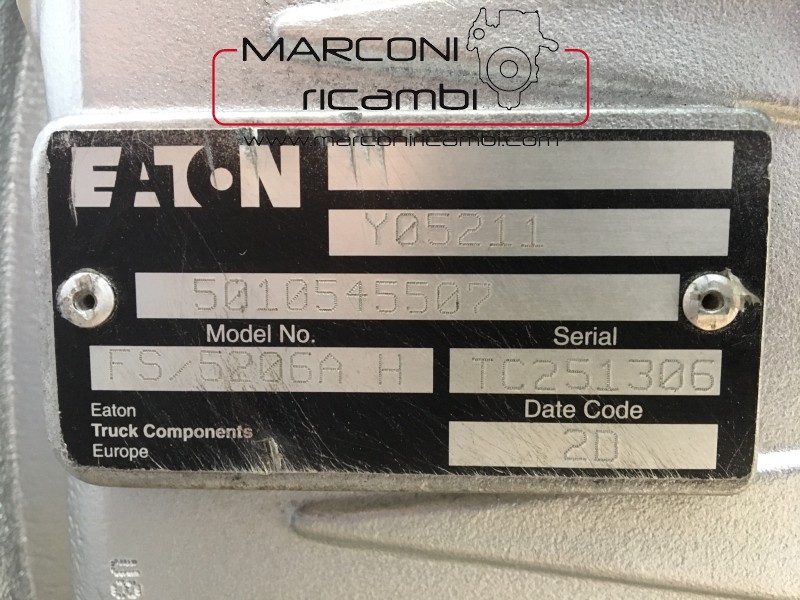 MARCONI
ricambi
www.marconiricambi.com
EATON
Y05211
5010545507
Model No. Serial
FS/5206A H TC251306
Eaton Date Code
Truck Components
Europe 2D